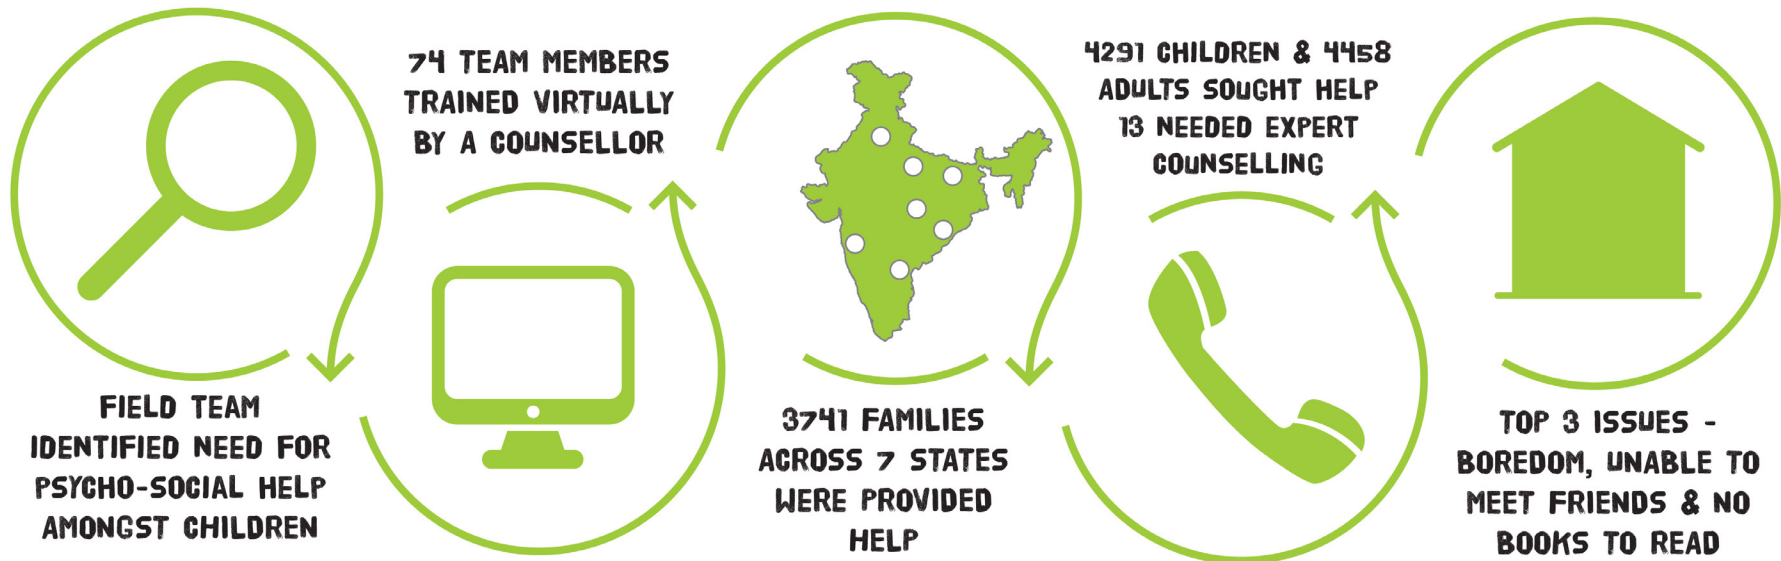 FIELD TEAM
IDENTIFIED NEED FOR
PSYCHO-SOCIAL HELP
AMONGST CHILDREN
74 TEAM MEMBERS
TRAINED VIRTUALLY
BY A COUNSELLOR
3741 FAMILIES
ACROSS 7 STATES
WERE PROVIDED
HELP
4291 CHILDREN & 4458
ADULTS SOUGHT HELP
13 NEEDED EXPERT
COUNSELLING
TOP 3 ISSUES -
BOREDOM, UNABLE TO
MEET FRIENDS & NO
BOOKS TO READ